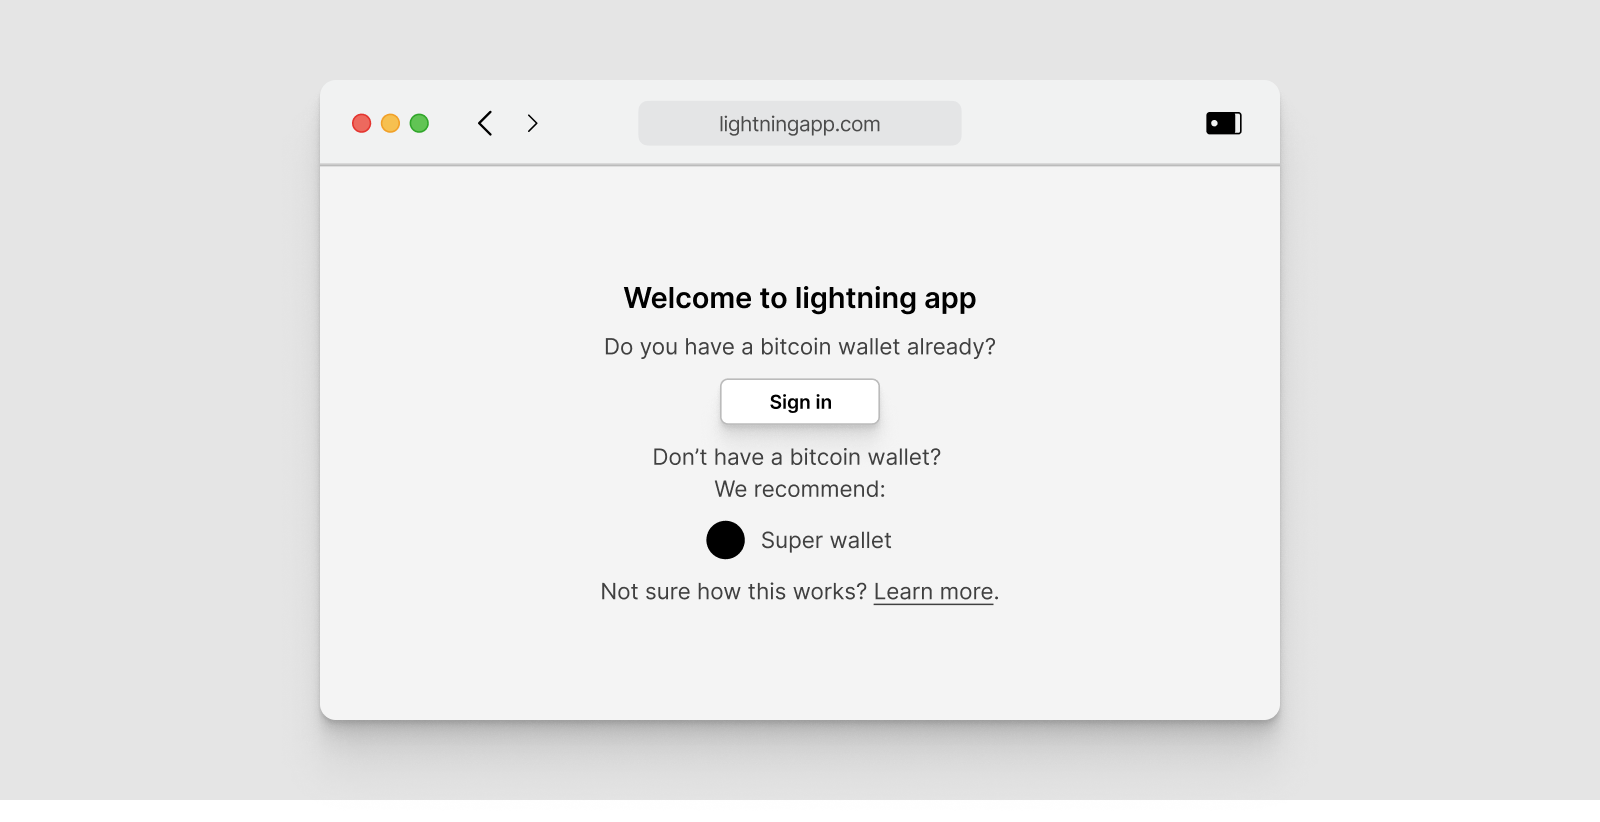 lightningapp.com
Welcome to lightning app
Do you have a bitcoin wallet already?
Sign in
Don’t have a bitcoin wallet?
We recommend:
Super wallet
Not sure how this works? Learn more.